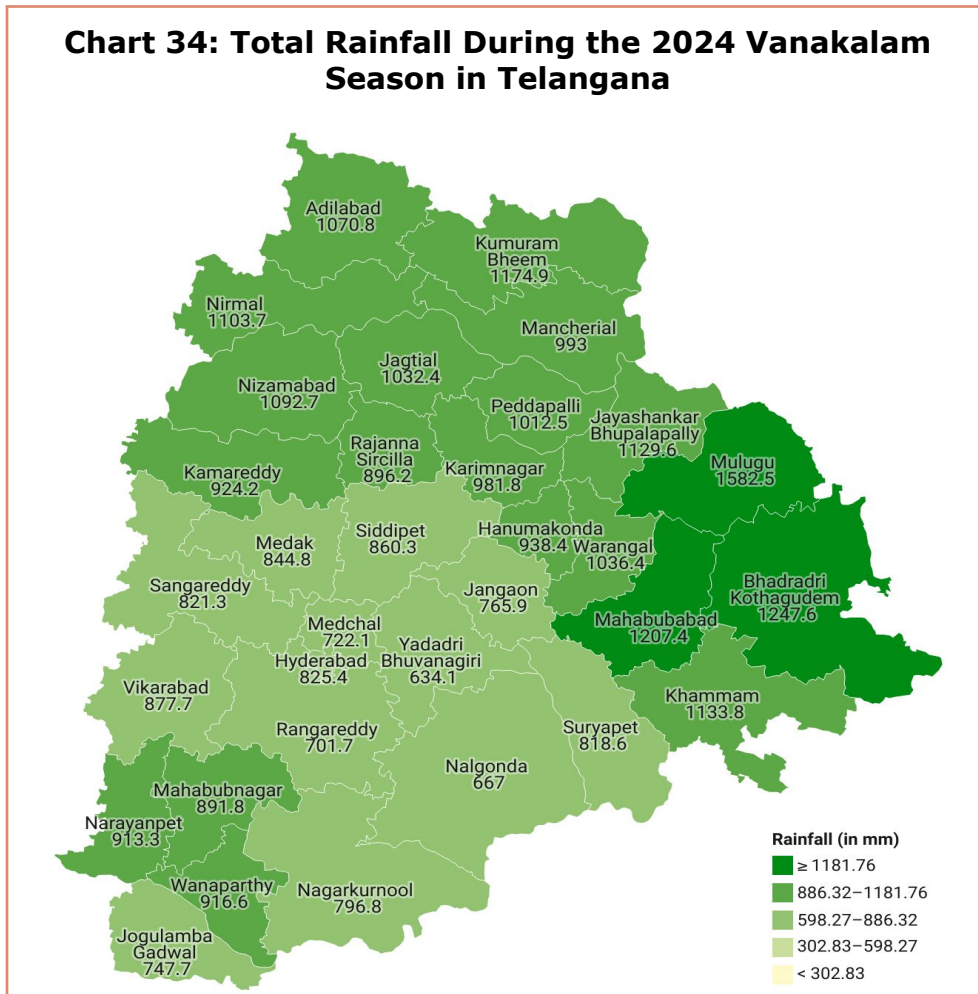 Chart 34: Total Rainfall During the 2024 Vanakalam
Season in Telangana
Adilabad
1070.8
Kumuram
Bheem
1174.9
Nirmal
1103.7
Mancherial
993
Jagtial
1032.4
Nizamabad
1092.7
Peddapalli
1012.5
Jayashankar
Bhupalapally
1129.6
Rajanna
Sircilla
896.2
Karimnagar
981.8
Mulugu
1582.5
Kamareddy
924.2
Siddipet
860.3
Hanumakonda
938.4
Warangal
1036.4
Medak
844.8
Sangareddy
821.3
Jangaon
765.9
Bhadradri
Kothagudem
1247.6
Mahabubabad
1207.4
Medchal
722.1
Yadadri
Bhuvanagiri
634.1
Hyderabad
825.4
Vikarabad
877.7
Khammam
1133.8
Rangareddy
701.7
Suryapet
818.6
Nalgonda
667
Mahabubnagar
891.8
Narayanpet
913.3
Wanaparthy
916.6
Nagarkurnool
796.8
Jogulamba
Gadwal
747.7
Rainfall (in mm)
≥ 1181.76
886.32–1181.76
598.27–886.32
302.83–598.27
< 302.83